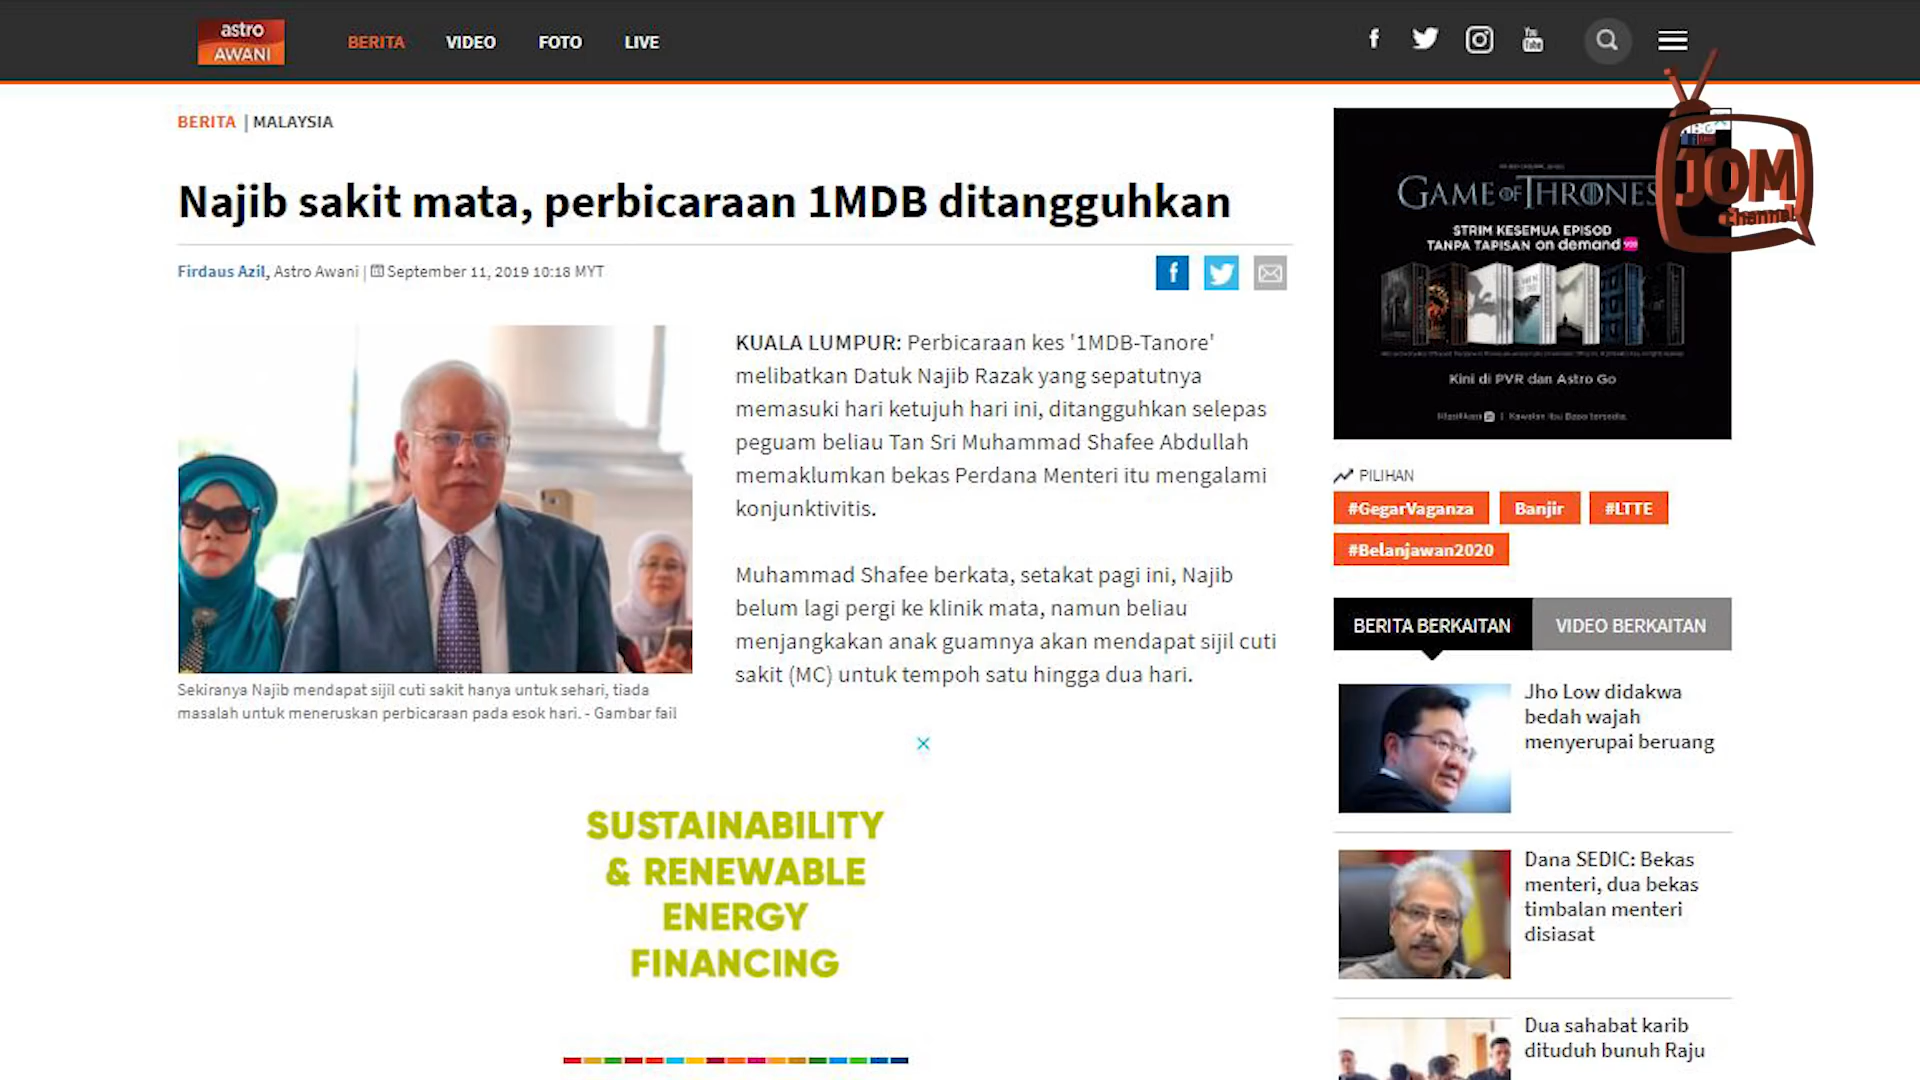 astro
AWANI
BERITA
VIDEO
FOTO
LIVE
f
You
Tube
BERITA | MALAYSIA
Najib sakit mata, perbicaraan 1MDB ditangguhkan
Firdaus Azil, Astro Awani | September 11, 2019 10:18 MYT
f
KUALA LUMPUR: Perbicaraan kes '1MDB-Tanore'
melibatkan Datuk Najib Razak yang sepatutnya
memasuki hari ketujuh hari ini, ditangguhkan selepas
peguam beliau Tan Sri Muhammad Shafee Abdullah
memaklumkan bekas Perdana Menteri itu mengalami
konjunktivitis.
Muhammad Shafee berkata, setakat pagi ini, Najib
belum lagi pergi ke klinik mata, namun beliau
menjangkakan anak guamnya akan mendapat sijil cuti
sakit (MC) untuk tempoh satu hingga dua hari.
Sekiranya Najib mendapat sijil cuti sakit hanya untuk sehari, tiada
masalah untuk meneruskan perbicaraan pada esok hari. - Gambar fail
SUSTAINABILITY
& RENEWABLE
ENERGY
FINANCING
JOM
Channel
GAME OF THRONES
STRIM KESEMUA EPISOD
TANPA TAPISAN on demand
Kini di PVR dan Astro Go
PILIHAN
#GegarVaganza
Banjir
#LTTE
#Belanjawan2020
BERITA BERKAITAN
VIDEO BERKAITAN
Jho Low didakwa
bedah wajah
menyerupai beruang
Dana SEDIC: Bekas
menteri, dua bekas
timbalan menteri
disiasat
Dua sahabat karib
dituduh bunuh Raju